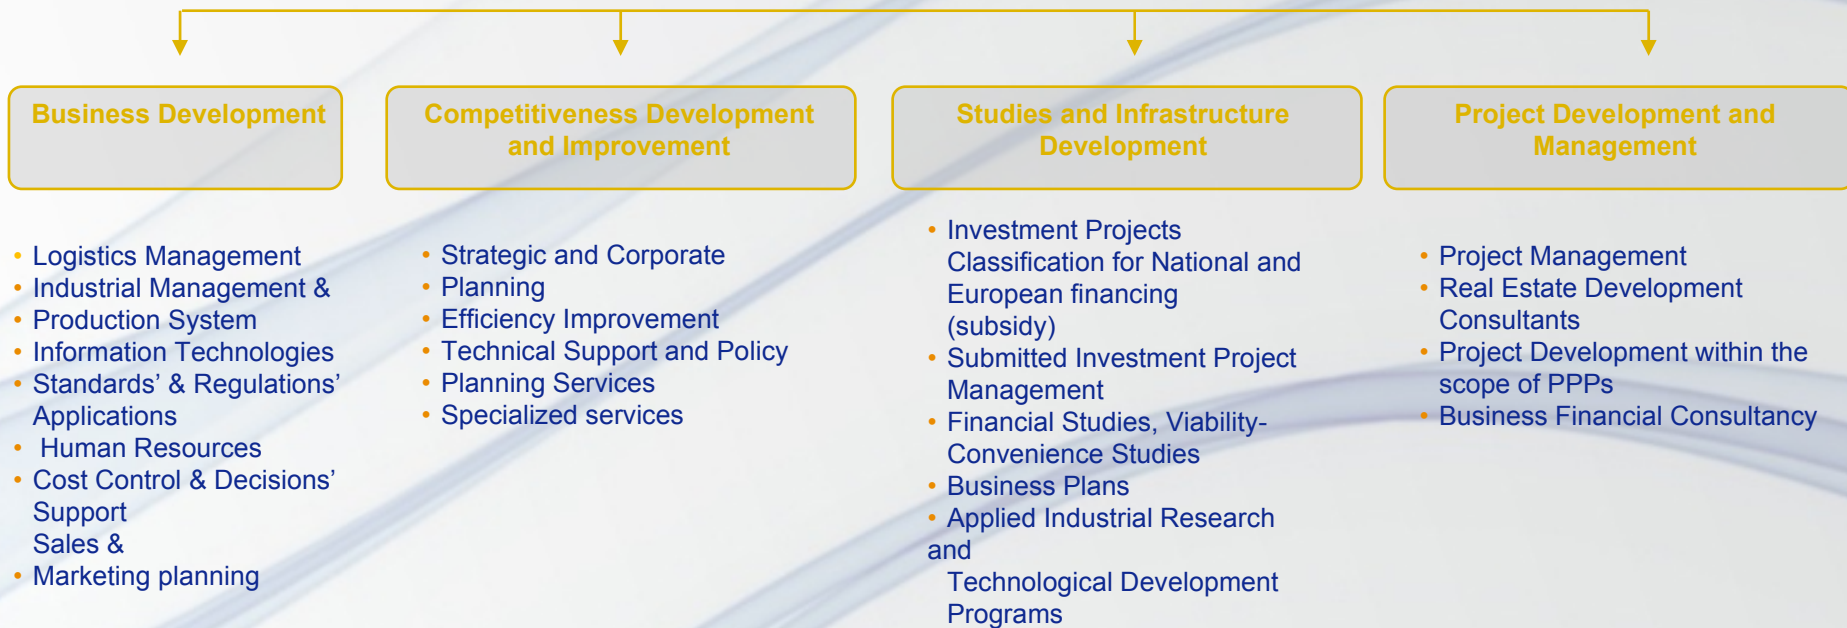 Business Development
Competitiveness Development
and Improvement
Studies and Infrastructure
Development
Project Development and
Management
• Logistics Management
• Industrial Management &
• Production System
• Information Technologies
• Standards’ & Regulations’
Applications
• Human Resources
• Cost Control & Decisions’
Support
Sales &
• Marketing planning
• Strategic and Corporate
• Planning
• Efficiency Improvement
• Technical Support and Policy
• Planning Services
• Specialized services
• Investment Projects
Classification for National and
European financing
(subsidy)
• Submitted Investment Project
Management
• Financial Studies, Viability-
Convenience Studies
• Business Plans
• Applied Industrial Research
and
Technological Development
Programs
• Project Management
• Real Estate Development
Consultants
• Project Development within the
scope of PPPs
• Business Financial Consultancy